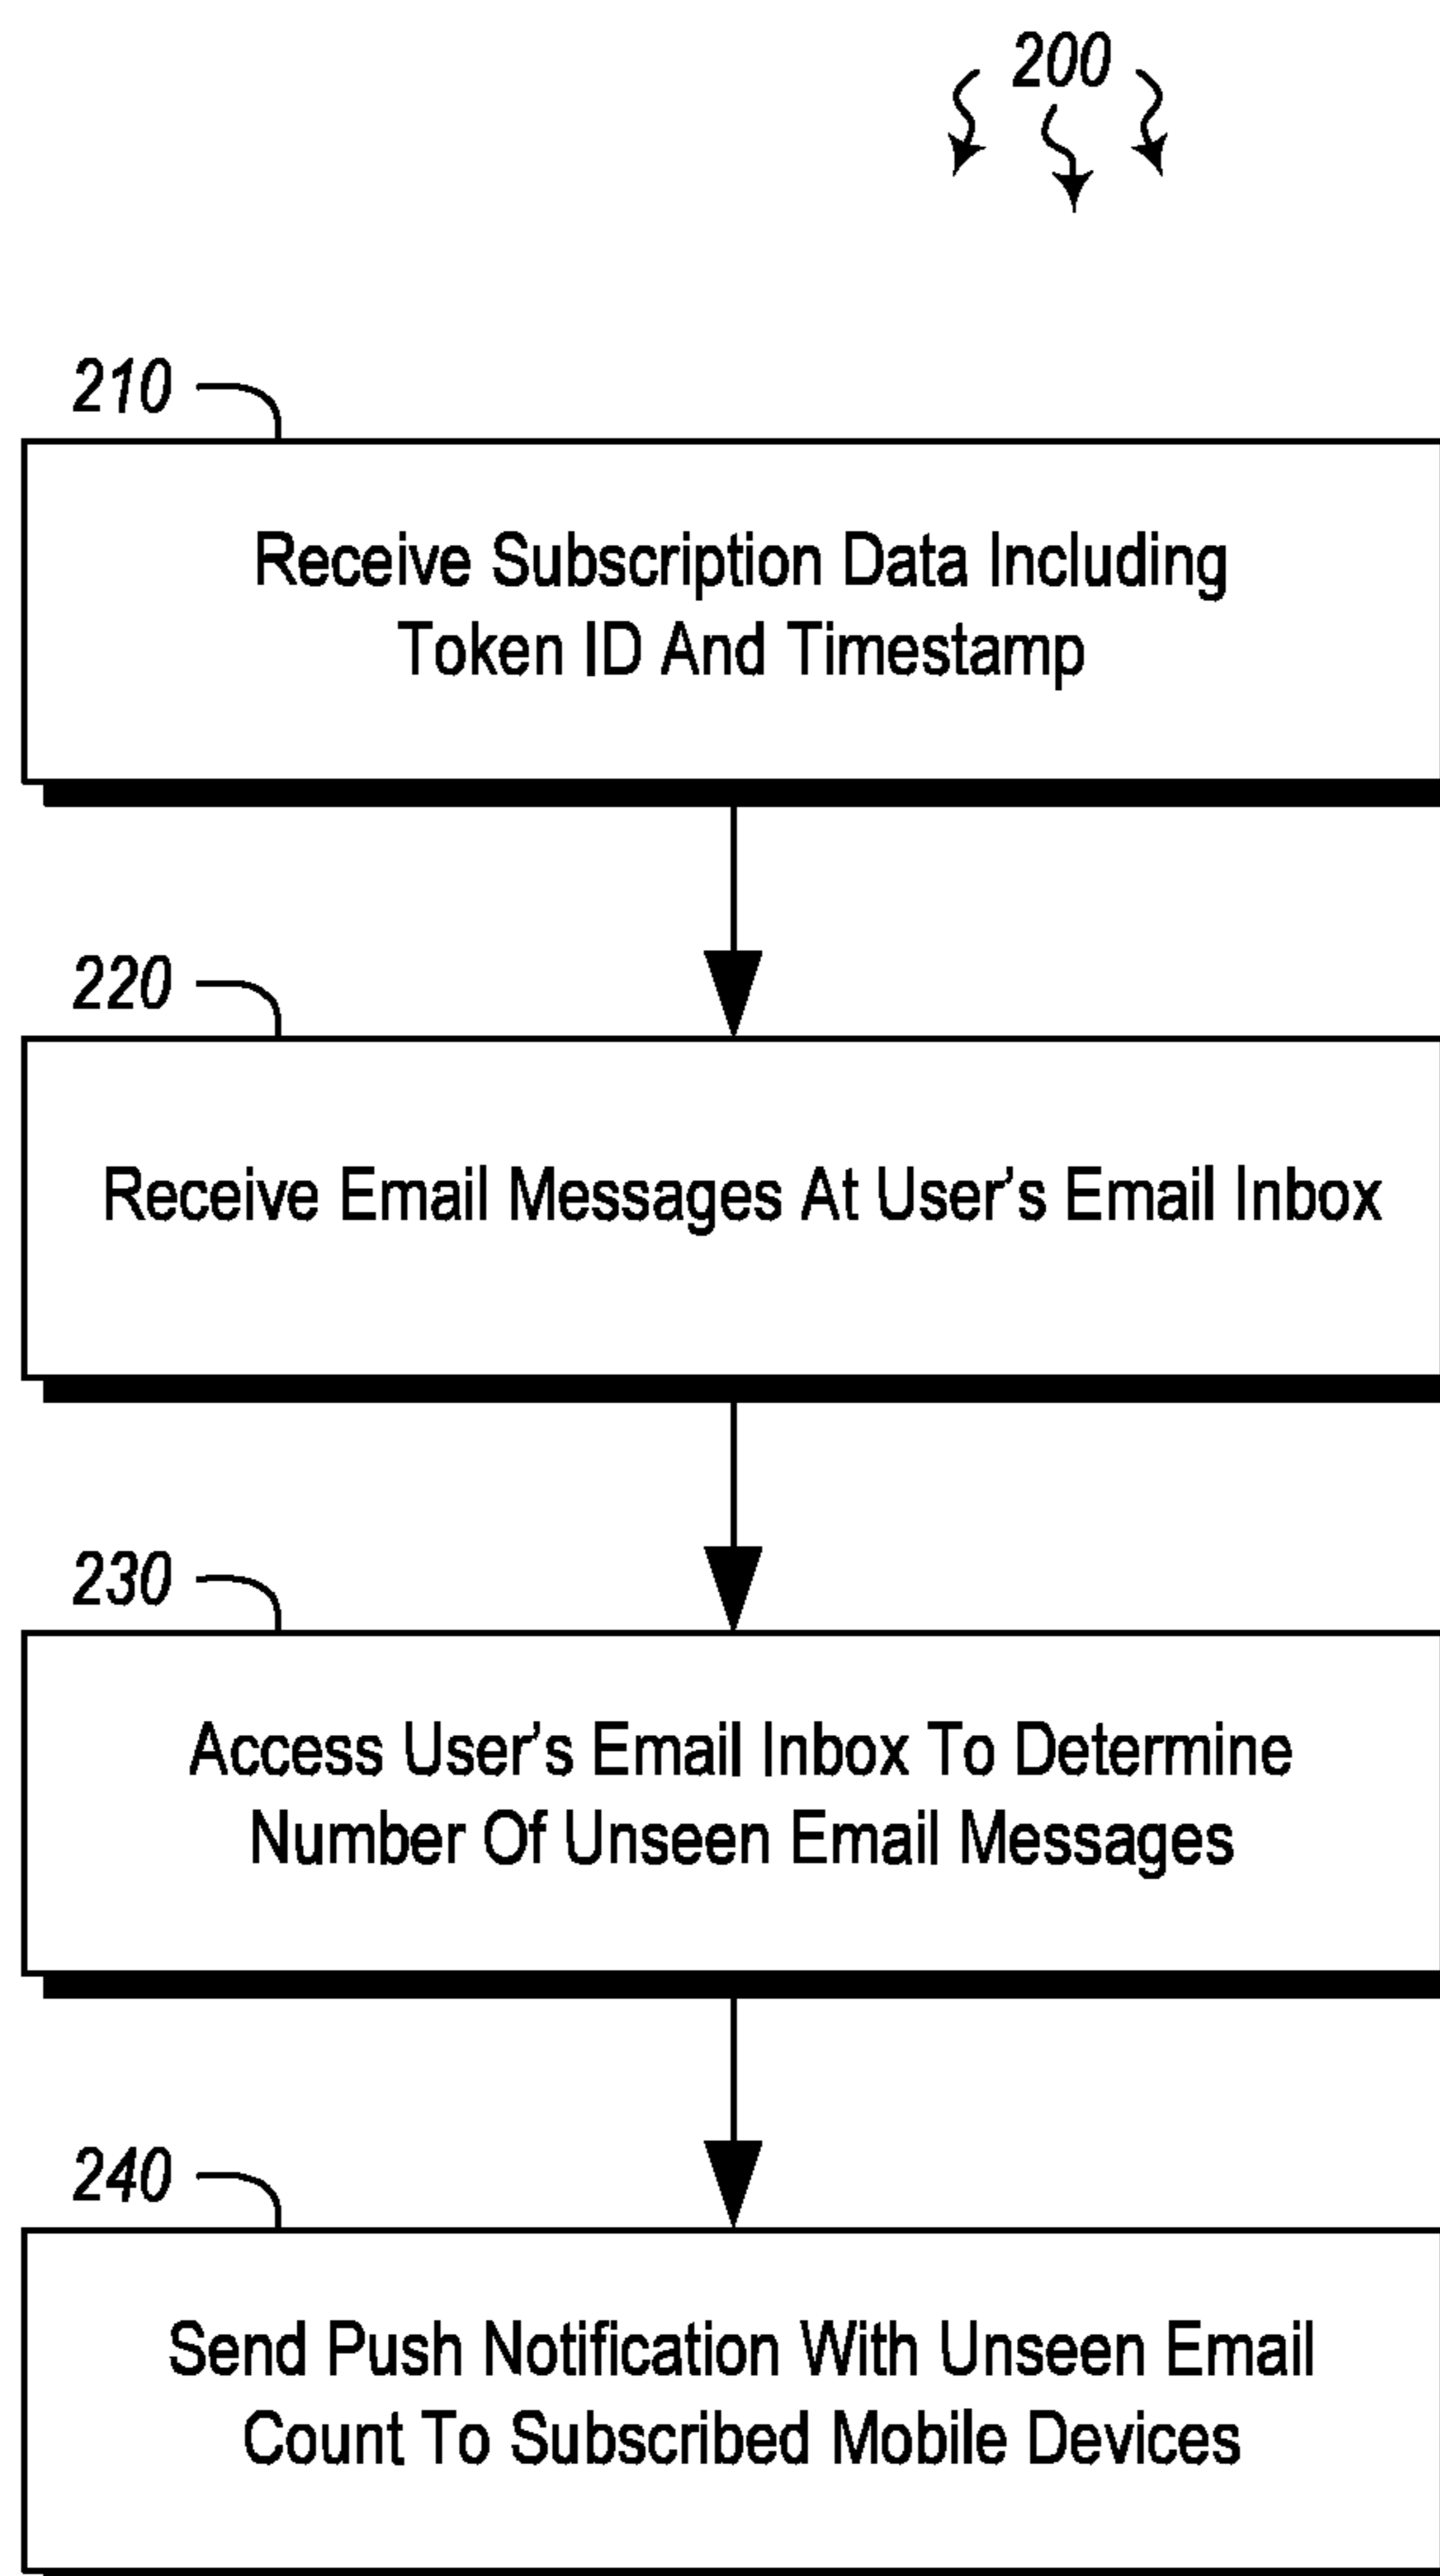 200
210
Receive Subscription Data Including
Token ID And Timestamp
220
Receive Email Messages At User’s Email Inbox
230
Access User’s Email Inbox To Determine
Number Of Unseen Email Messages
240
Send Push Notification With Unseen Email
Count To Subscribed Mobile Devices